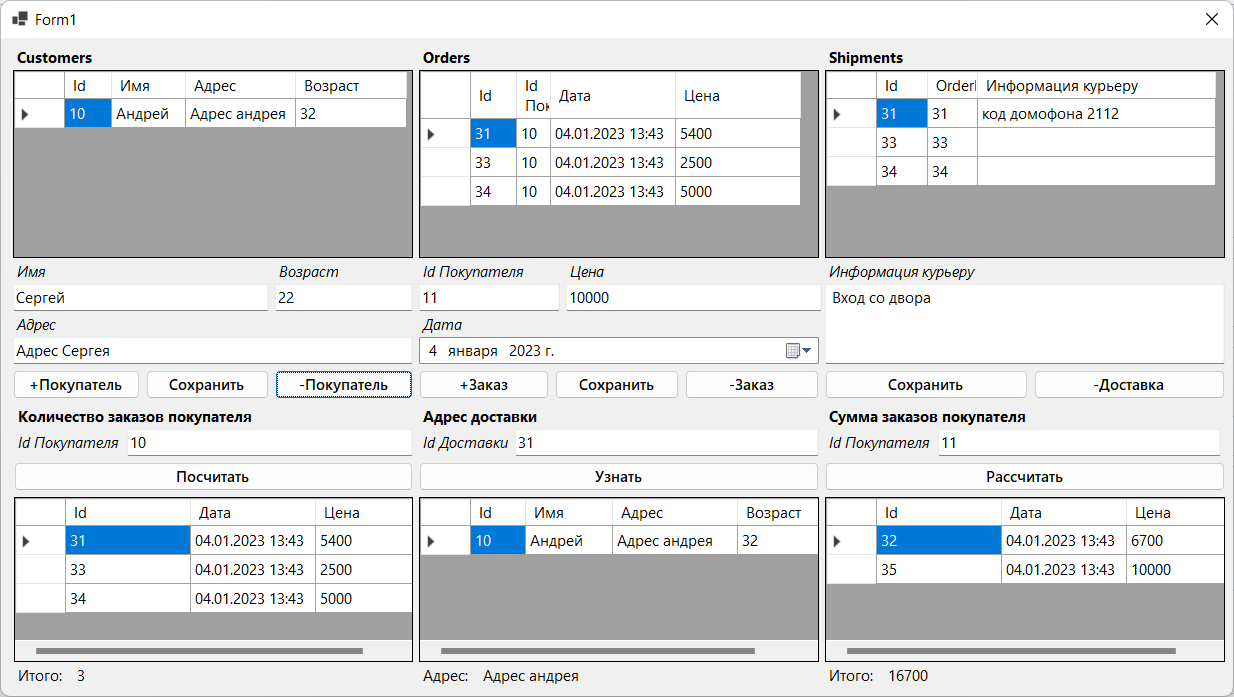 Form1
Customers
Id Имя Адрес Возраст
10 Андрей Адрес андрея 32
Orders
Id Id Пок Дата Цена
31 10 04.01.2023 13:43 5400
33 10 04.01.2023 13:43 2500
34 10 04.01.2023 13:43 5000
Shipments
Id OrderI Информация курьеру
31 31 код домофона 2112
33 33
34 34
Имя Возраст
Сергей 22
Адрес
Адрес Сергея
+Покупатель Сохранить -Покупатель
Id Покупателя Цена
11 10000
Дата
4 января 2023 г.
+Заказ Сохранить -Заказ
Информация курьеру
Вход со двора
Сохранить -Доставка
Количество заказов покупателя
Id Покупателя 10
Посчитать
Id Дата Цена
31 04.01.2023 13:43 5400
33 04.01.2023 13:43 2500
34 04.01.2023 13:43 5000
Итого: 3
Адрес доставки
Id Доставки 31
Узнать
Id Имя Адрес Возраст
10 Андрей Адрес андрея 32
Адрес: Адрес андрея
Сумма заказов покупателя
Id Покупателя 11
Рассчитать
Id Дата Цена
32 04.01.2023 13:43 6700
35 04.01.2023 13:43 10000
Итого: 16700